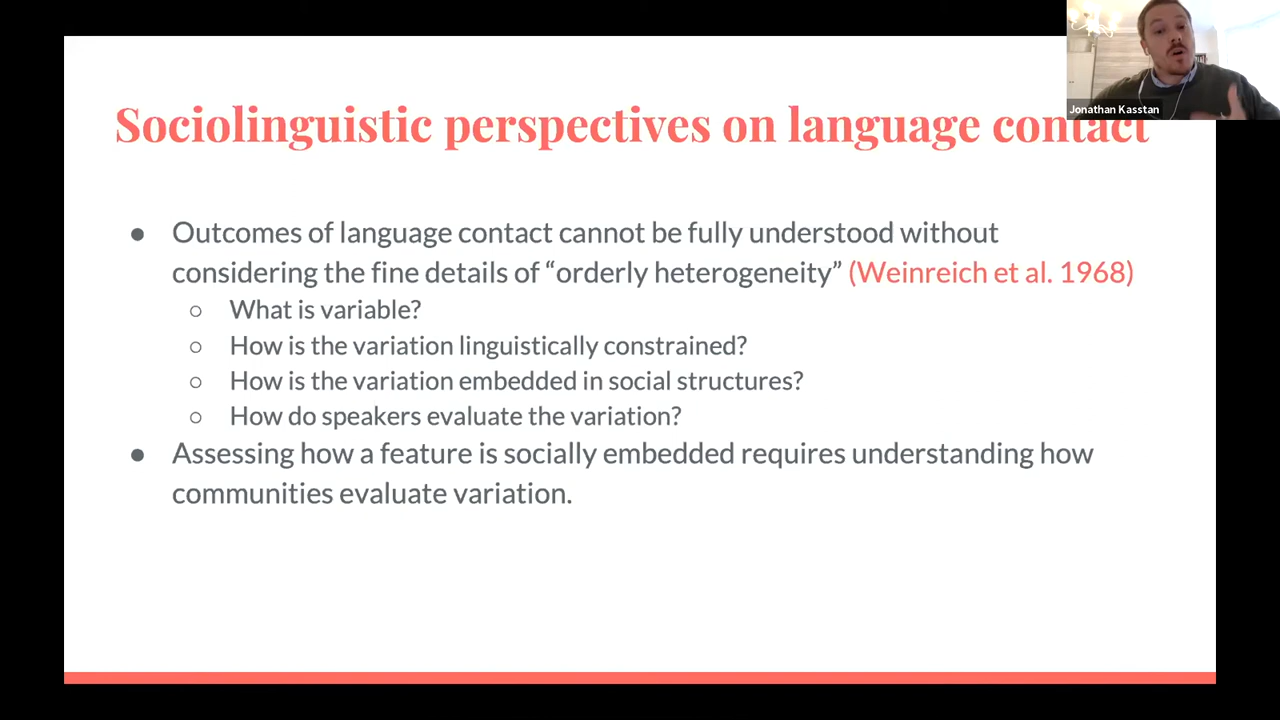 Sociolinguistic perspectives on language contact
Jonathan Kasstan
● Outcomes of language contact cannot be fully understood without
considering the fine details of “orderly heterogeneity” (Weinreich et al. 1968)
○ What is variable?
○ How is the variation linguistically constrained?
○ How is the variation embedded in social structures?
○ How do speakers evaluate the variation?
● Assessing how a feature is socially embedded requires understanding how
communities evaluate variation.